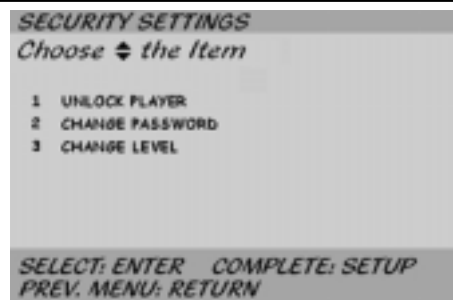 SECURITY SETTINGS
Choose ⬍ the Item
1 UNLOCK PLAYER
2 CHANGE PASSWORD
3 CHANGE LEVEL
SELECT: ENTER COMPLETE: SETUP
PREV. MENU: RETURN